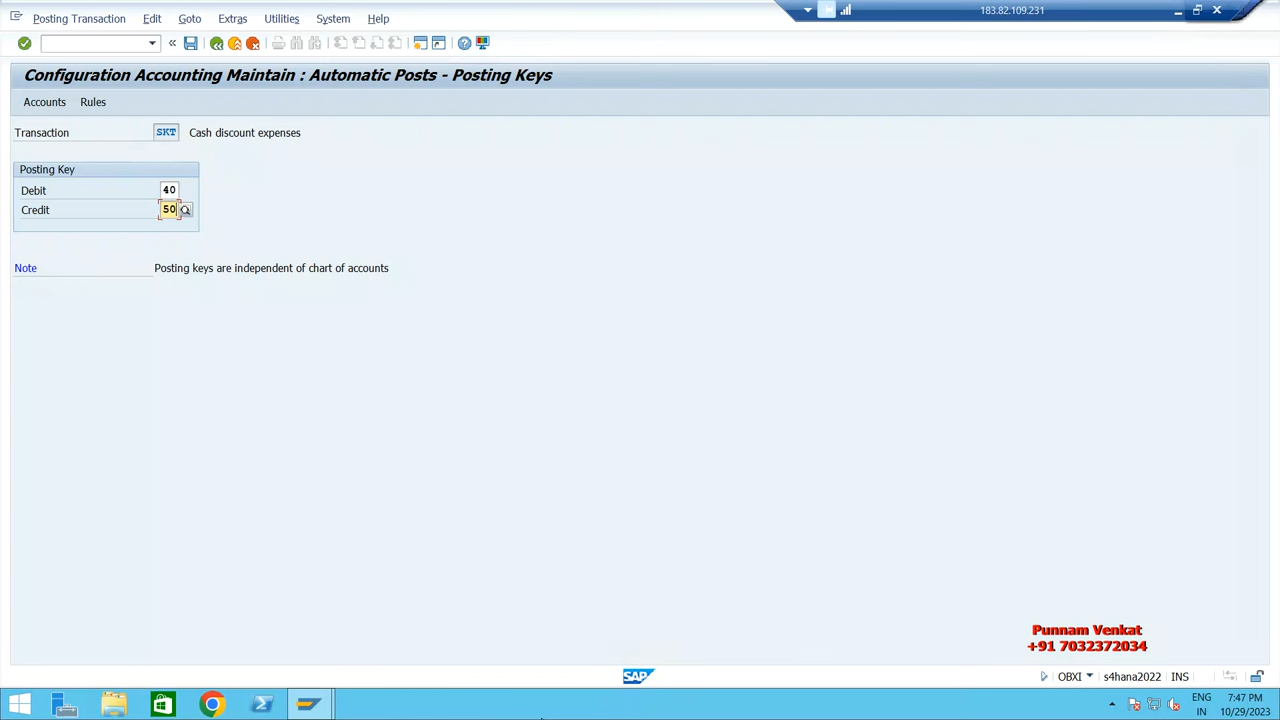 Posting Transaction Edit Goto Extras Utilities System Help
183.82.109.231
Configuration Accounting Maintain : Automatic Posts - Posting Keys
Accounts Rules
Transaction SKT Cash discount expenses
Posting Key
Debit 40
Credit 50
Note Posting keys are independent of chart of accounts
Punnam Venkat
+91 7032372034
SAP OBXI s4hana2022 INS
ENG 7:47 PM
IN 10/29/2023